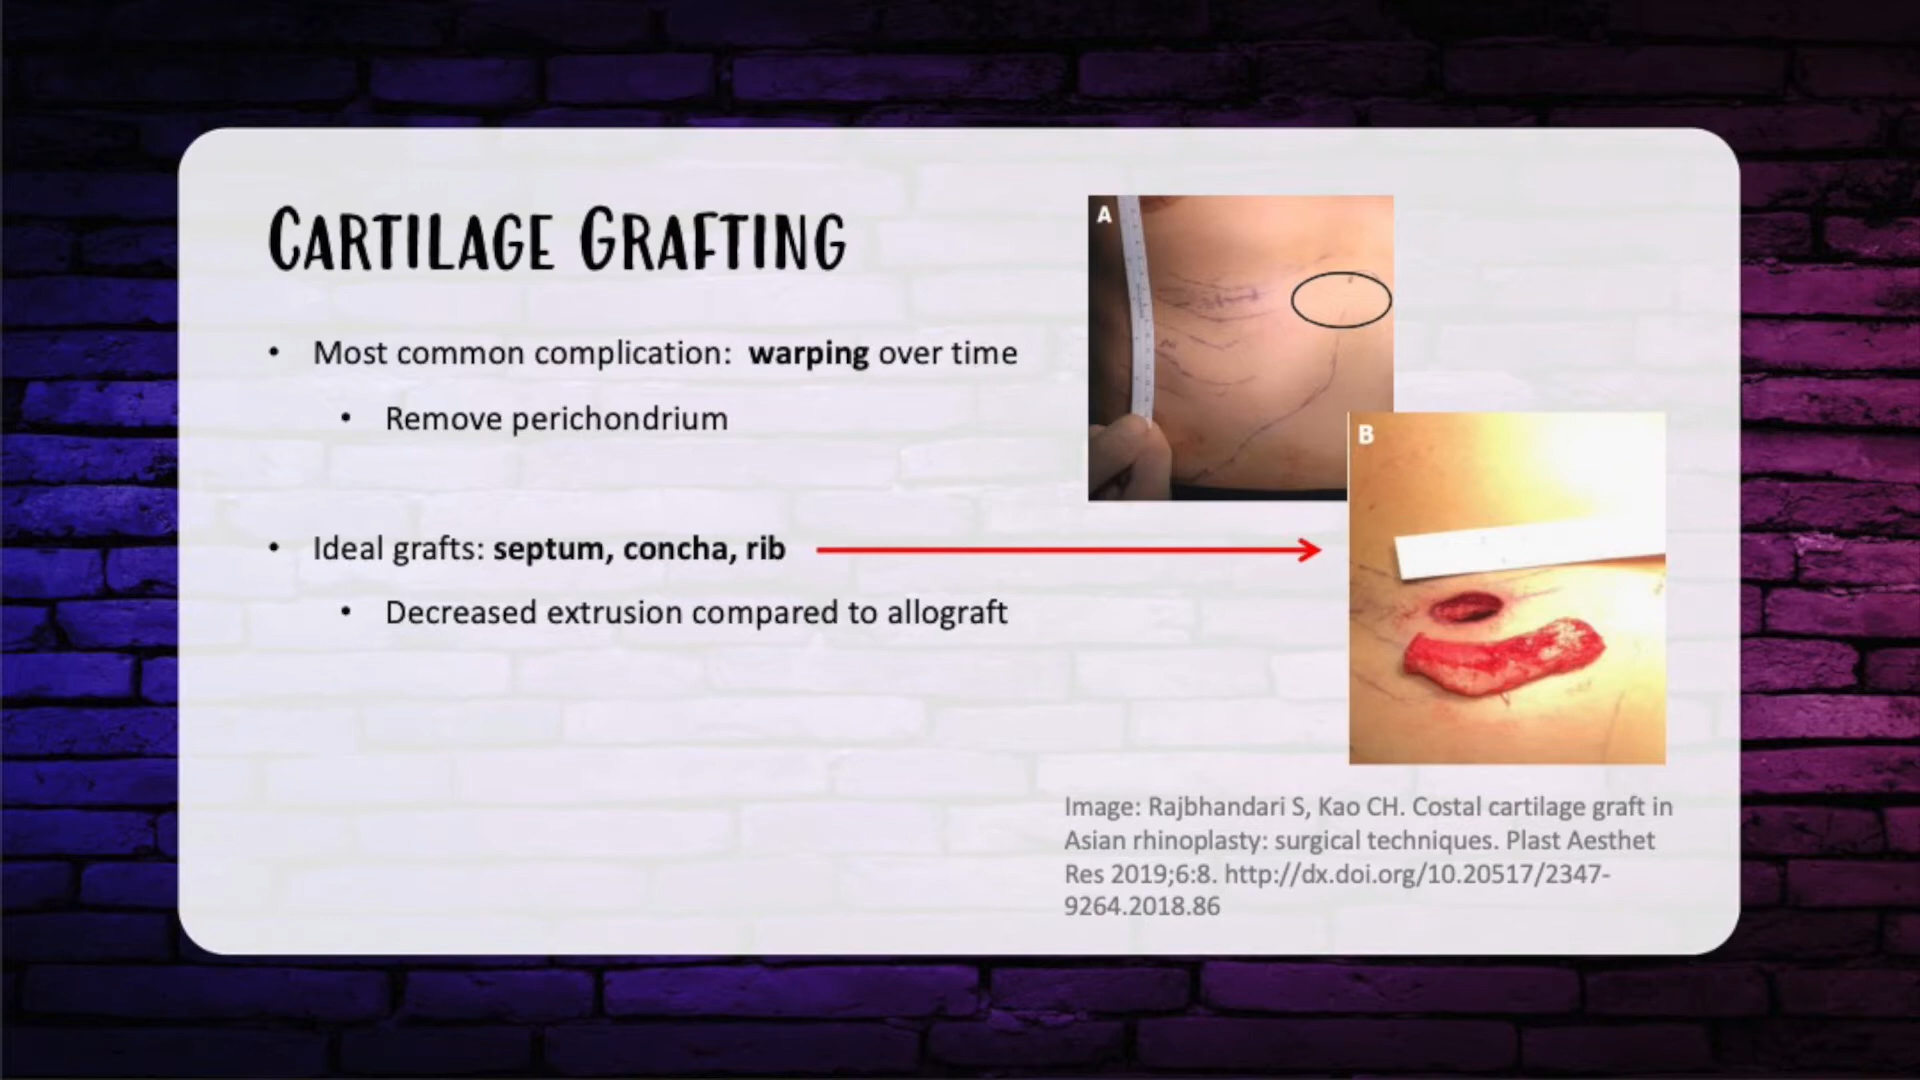 CARTILAGE GRAFTING
• Most common complication: warping over time
• Remove perichondrium
• Ideal grafts: septum, concha, rib
• Decreased extrusion compared to allograft
A
B
Image: Rajbhandari S, Kao CH. Costal cartilage graft in
Asian rhinoplasty: surgical techniques. Plast Aesthet
Res 2019;6:8. http://dx.doi.org/10.20517/2347-
9264.2018.86